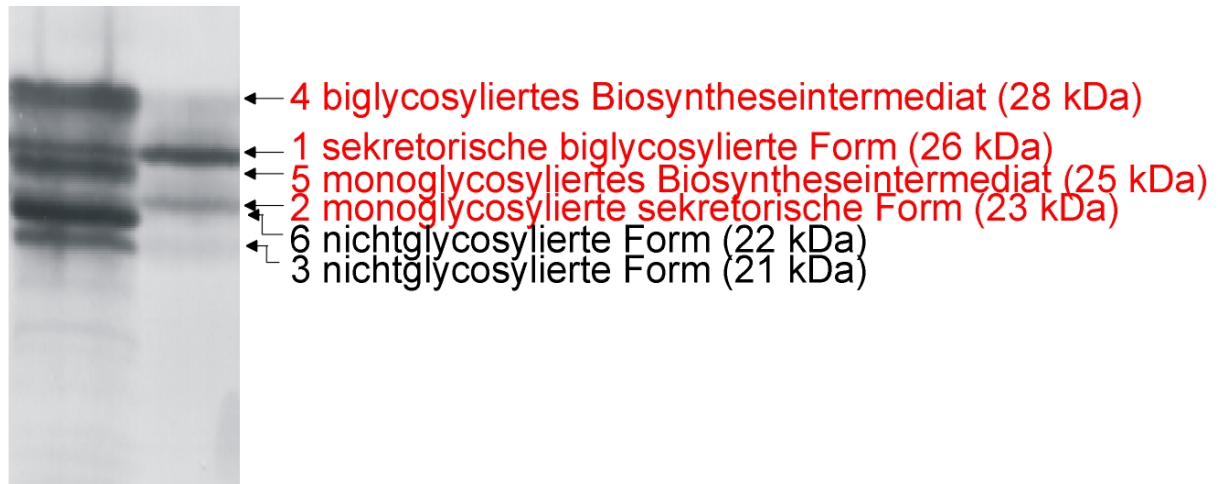 4 biglycosyliertes Biosyntheseintermediat (28 kDa)
1 sekretorische biglycosylierte Form (26 kDa)
5 monoglycosyliertes Biosyntheseintermediat (25 kDa)
2 monoglycosylierte sekretorische Form (23 kDa)
6 nichtglycosylierte Form (22 kDa)
3 nichtglycosylierte Form (21 kDa)